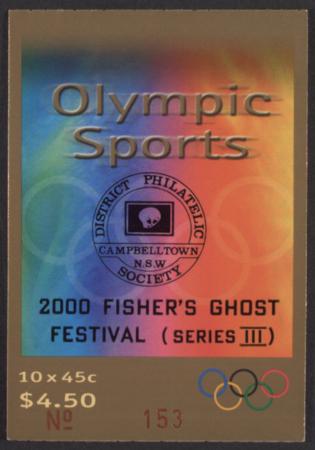 Olympic
Sports
DISTRICT PHILATELIC
CAMPBELLTOWN
N.S.W
SOCIETY
2000 FISHER'S GHOST
FESTIVAL (SERIES III)
10 x 45c
$4.50
Nº 153